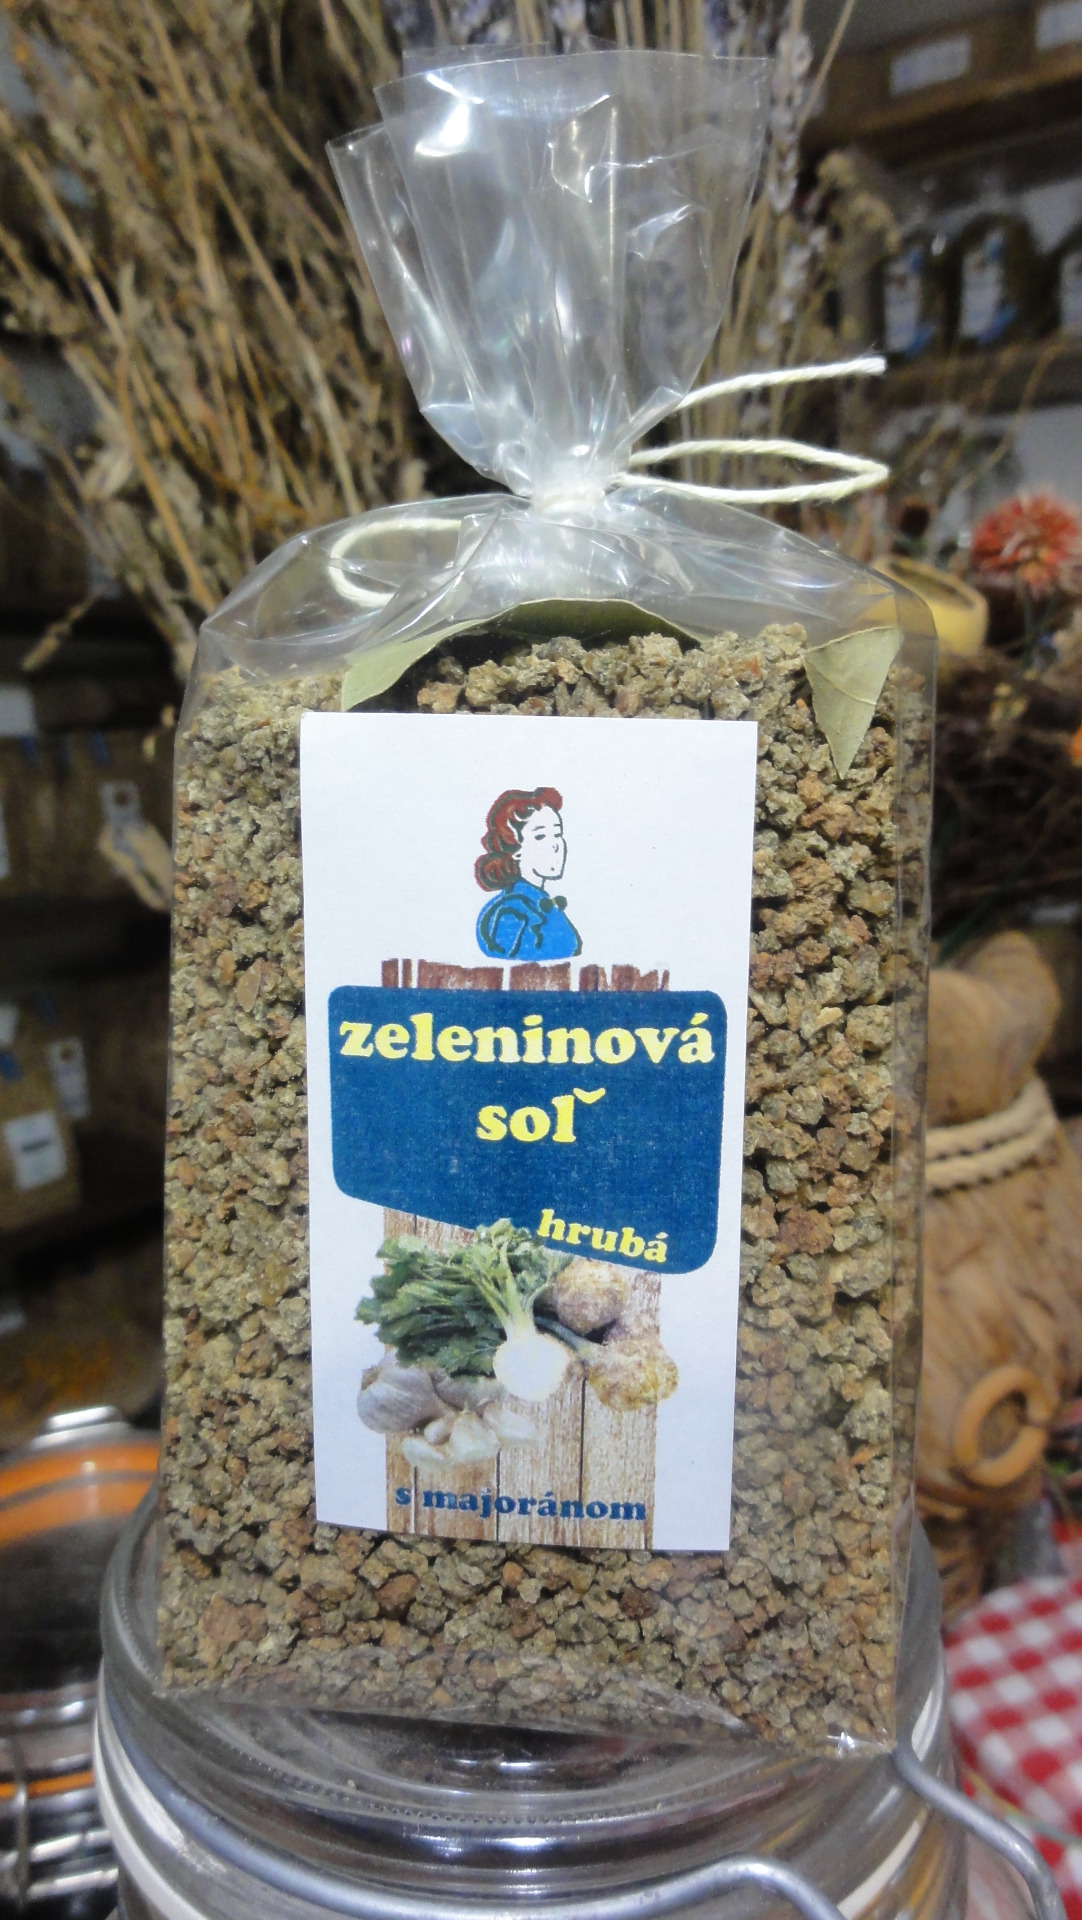 zeleninová
soľ
hrubá
s majoránom